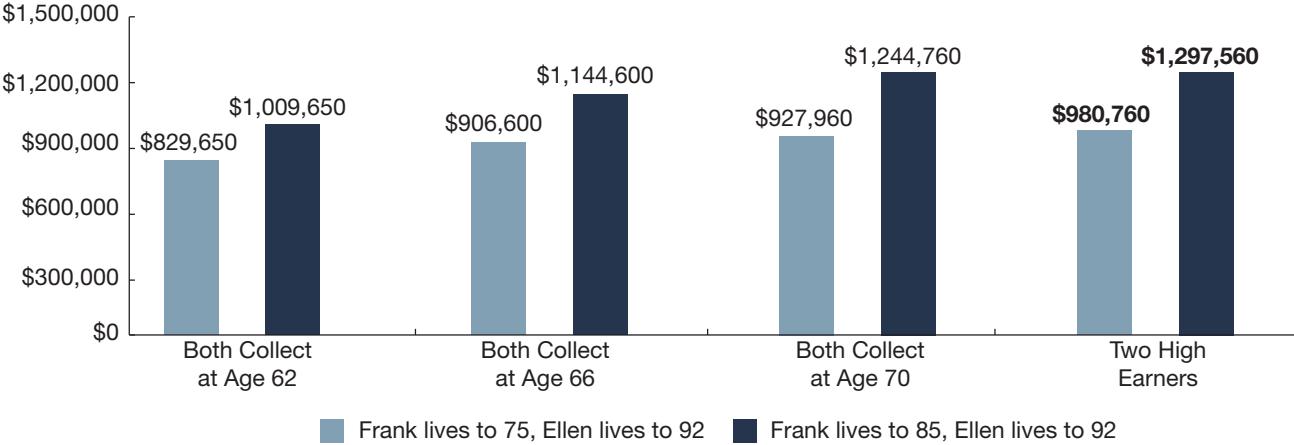 $1,500,000
$1,200,000
$900,000
$600,000
$300,000
$0
$829,650
$1,009,650
$906,600
$1,144,600
$927,960
$1,244,760
$980,760
$1,297,560
Both Collect
at Age 62
Both Collect
at Age 66
Both Collect
at Age 70
Two High
Earners
Frank lives to 75, Ellen lives to 92
Frank lives to 85, Ellen lives to 92